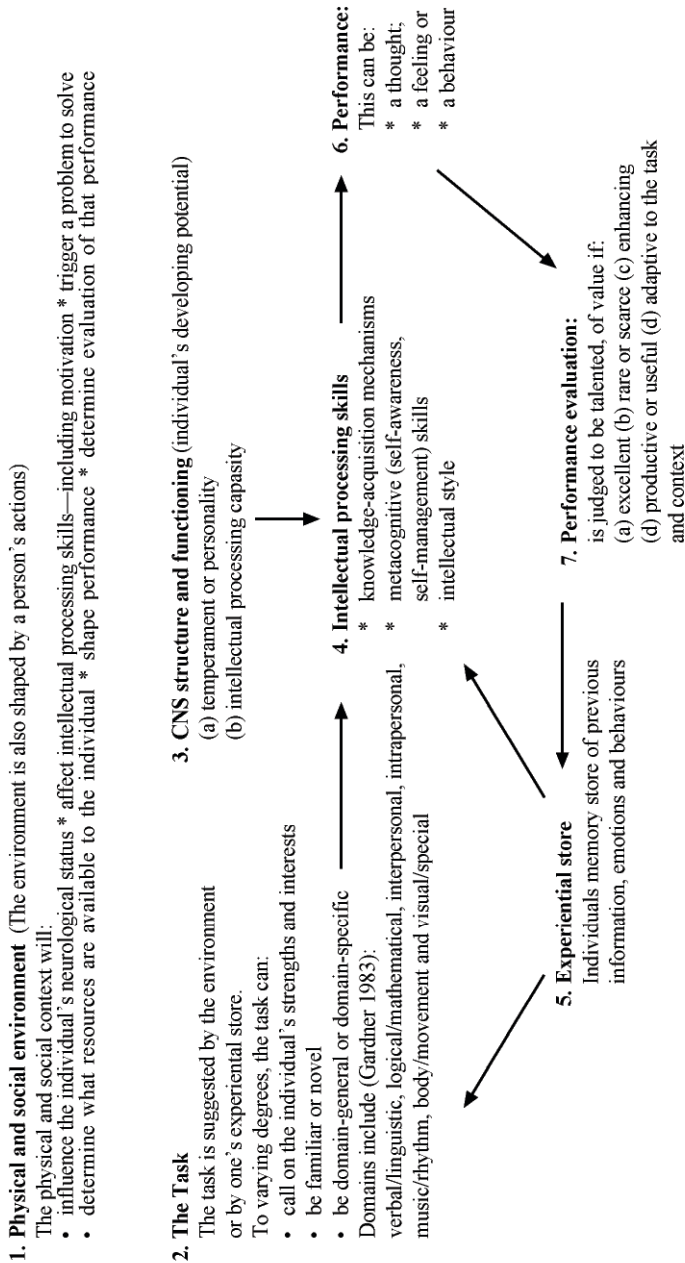 1. Physical and social environment (The environment is also shaped by a person's actions)
The physical and social context will:
• influence the individual's neurological status * affect intellectual processing skills—including motivation * trigger a problem to solve
• determine what resources are available to the individual * shape performance * determine evaluation of that performance
2. The Task
The task is suggested by the environment
or by one's experiential store.
To varying degrees, the task can:
• call on the individual's strengths and interests
• be familiar or novel
• be domain-general or domain-specific
Domains include (Gardner 1983):
verbal/linguistic, logical/mathematical, interpersonal, intrapersonal,
music/rhythm, body/movement and visual/special
3. CNS structure and functioning (individual's developing potential)
(a) temperament or personality
(b) intellectual processing capasity
4. Intellectual processing skills
* knowledge-acquisition mechanisms
* metacognitive (self-awareness,
self-management) skills
* intellectual style
5. Experiential store
Individuals memory store of previous
information, emotions and behaviours
6. Performance:
This can be:
* a thought;
* a feeling or
* a behaviour
7. Performance evaluation:
is judged to be talented, of value if:
(a) excellent (b) rare or scarce (c) enhancing
(d) productive or useful (d) adaptive to the task
and context